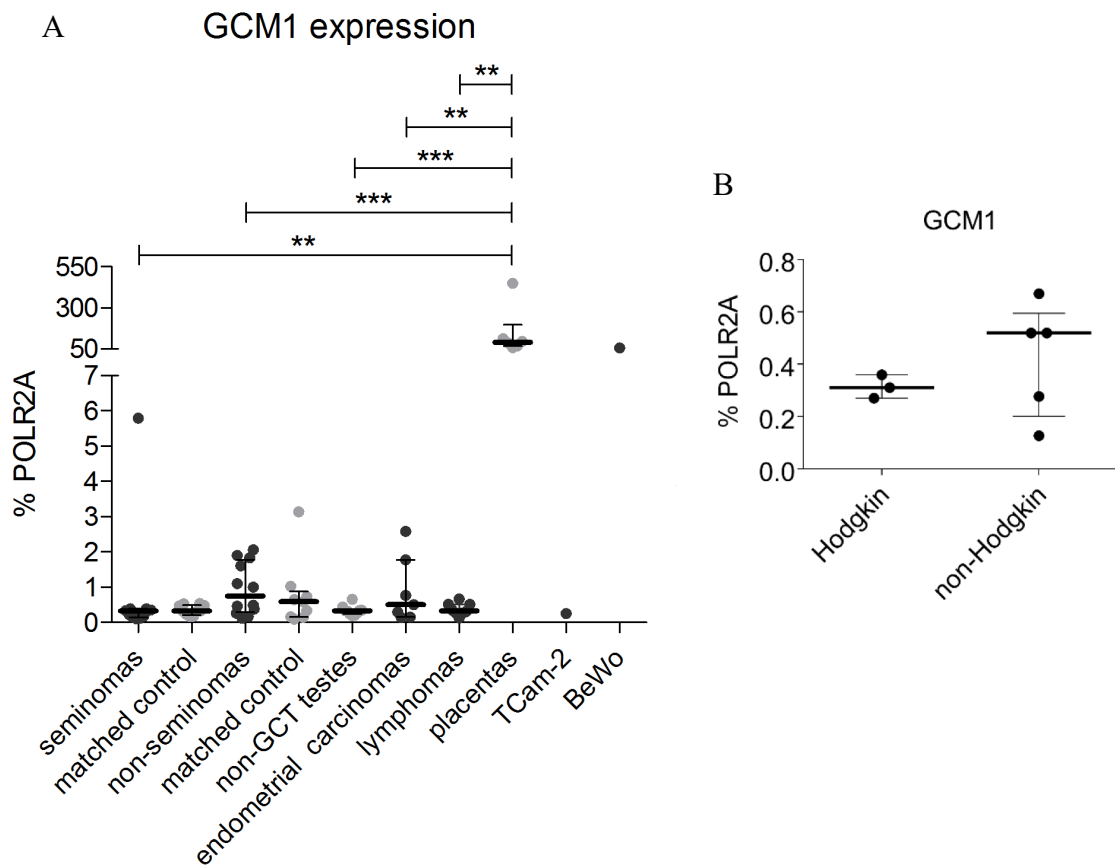 A
GCM1 expression
**
**
***
***
**
550
300
50
7
6
5
4
3
2
1
0
% POLR2A
seminomas
matched control
non-seminomas
matched control
non-GCT testes
endometrial carcinomas
lymphomas
placentas
TCam-2
BeWo
B
GCM1
0.8
0.6
0.4
0.2
0.0
% POLR2A
Hodgkin
non-Hodgkin